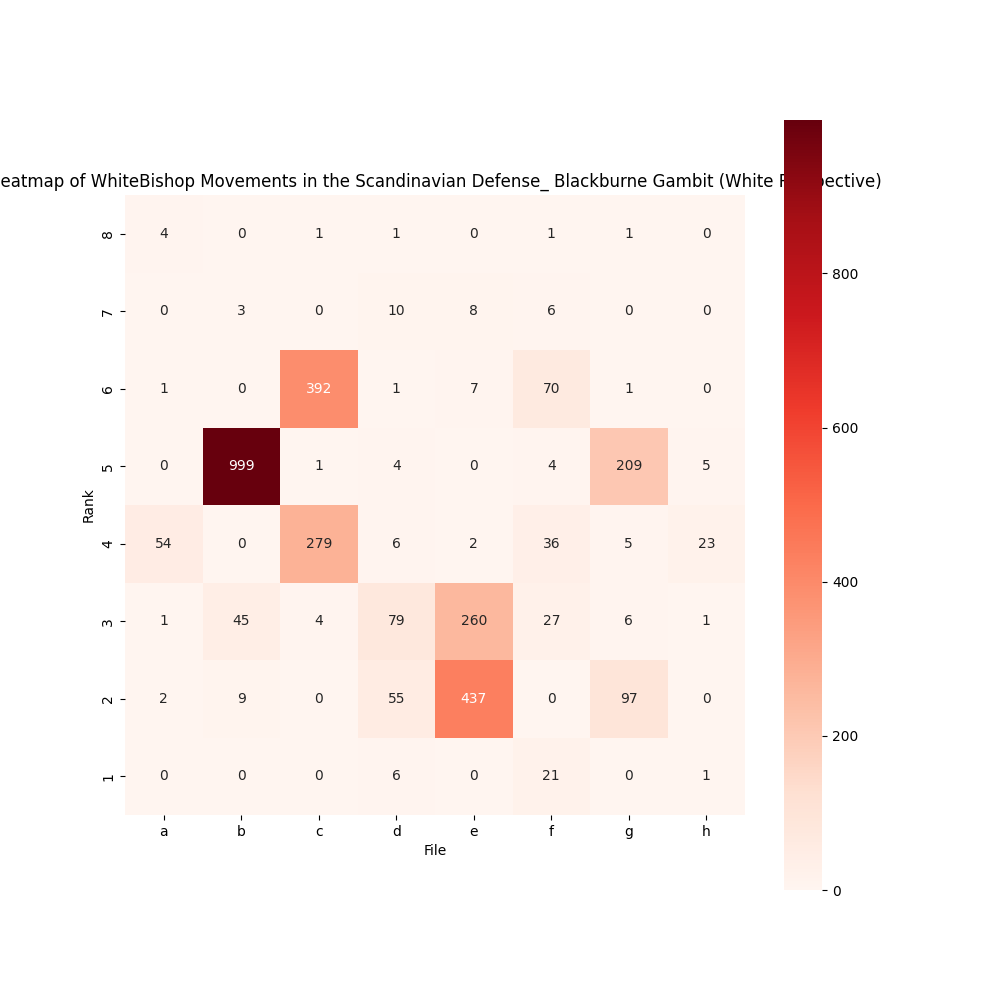 eatmap of WhiteBishop Movements in the Scandinavian Defense_ Blackburne Gambit (White
8 4 0 1 1 0 1 1 0
7 0 3 0 10 8 6 0 0
6 1 0 392 1 7 70 1 0
5 0 999 1 4 0 4 209 5
Rank
4 54 0 279 6 2 36 5 23
3 1 45 4 79 260 27 6 1
2 2 9 0 55 437 0 97 0
1 0 0 0 6 0 21 0 1
a b c d e f g h
File
800
600
400
200
0